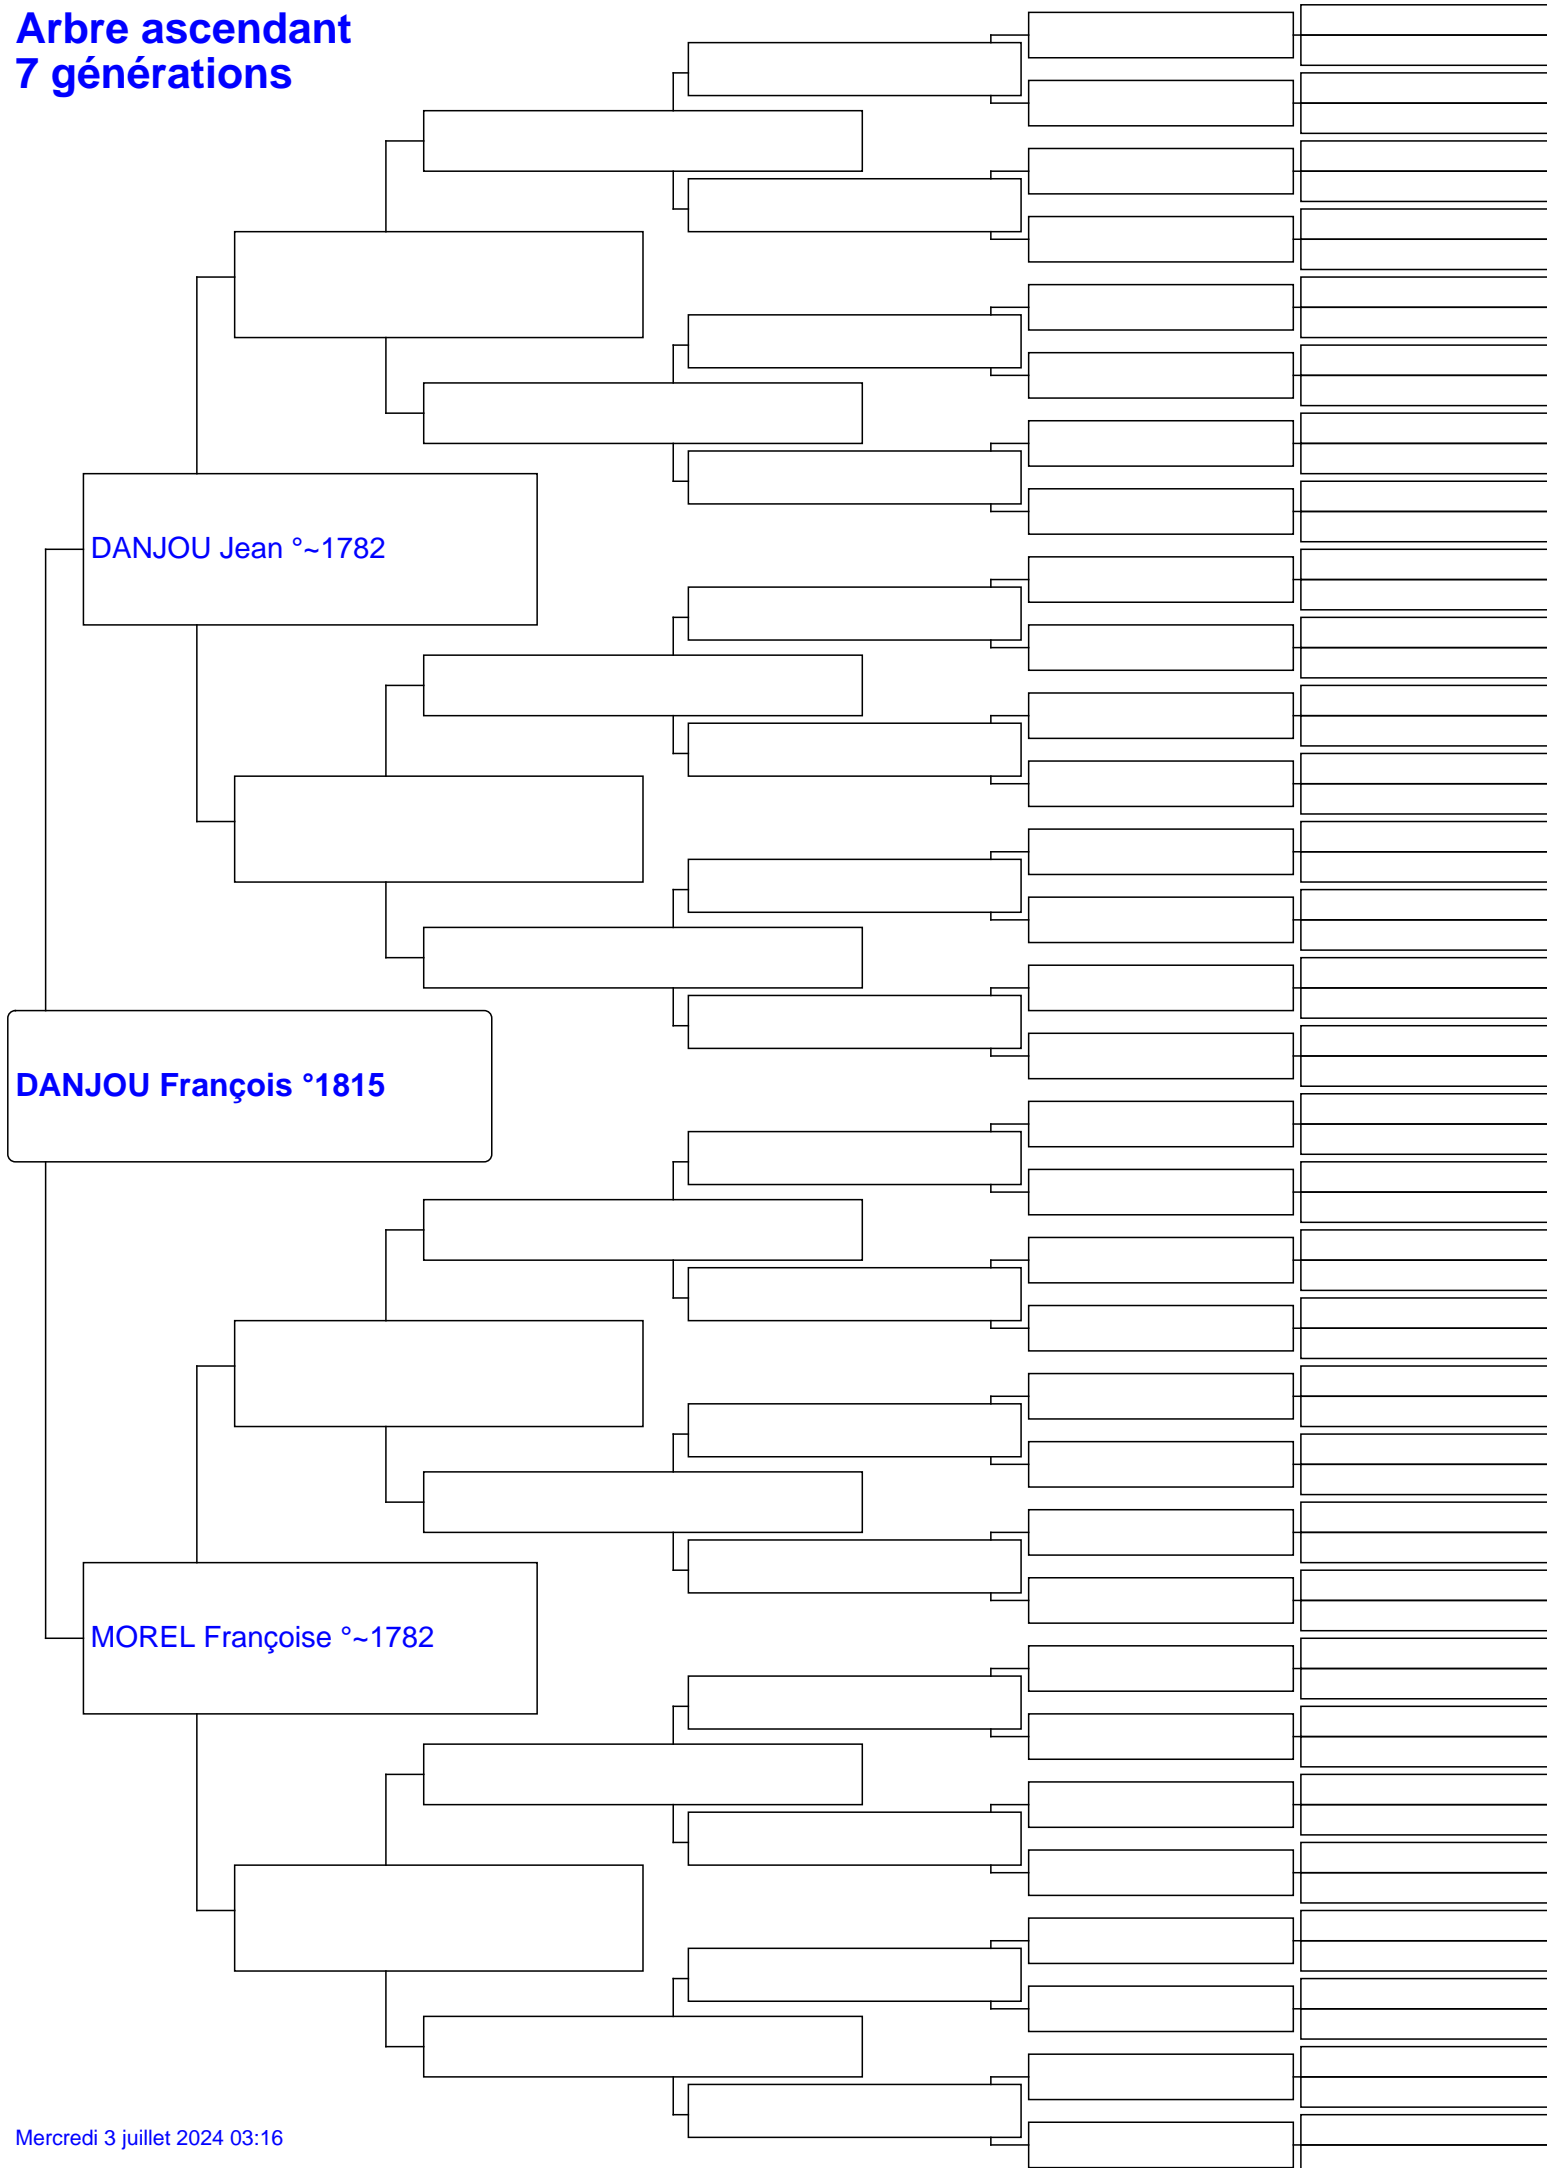 Arbre ascendant
7 générations
DANJOU Jean °~1782
DANJOU François °1815
MOREL Françoise °~1782
Mercredi 3 juillet 2024 03:16